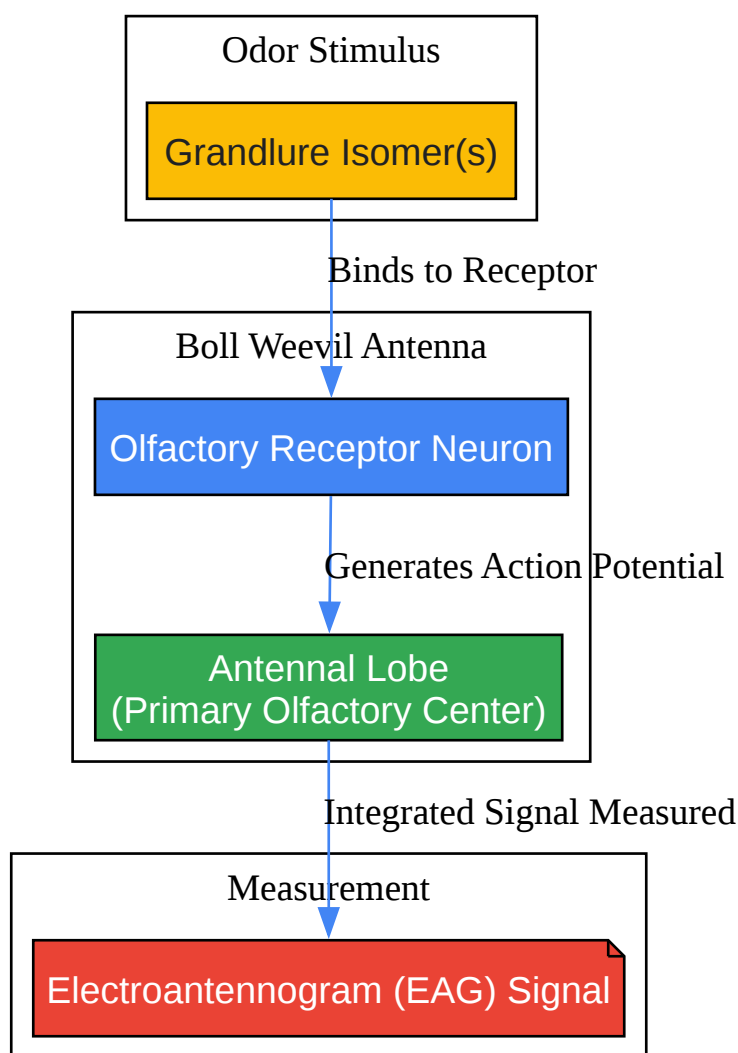 Odor Stimulus
Grandlure Isomer(s)
Binds to Receptor
Boll Weevil Antenna
Olfactory Receptor Neuron
Generates Action Potential
Antennal Lobe
(Primary Olfactory Center)
Integrated Signal Measured
Measurement
Electroantennogram (EAG) Signal